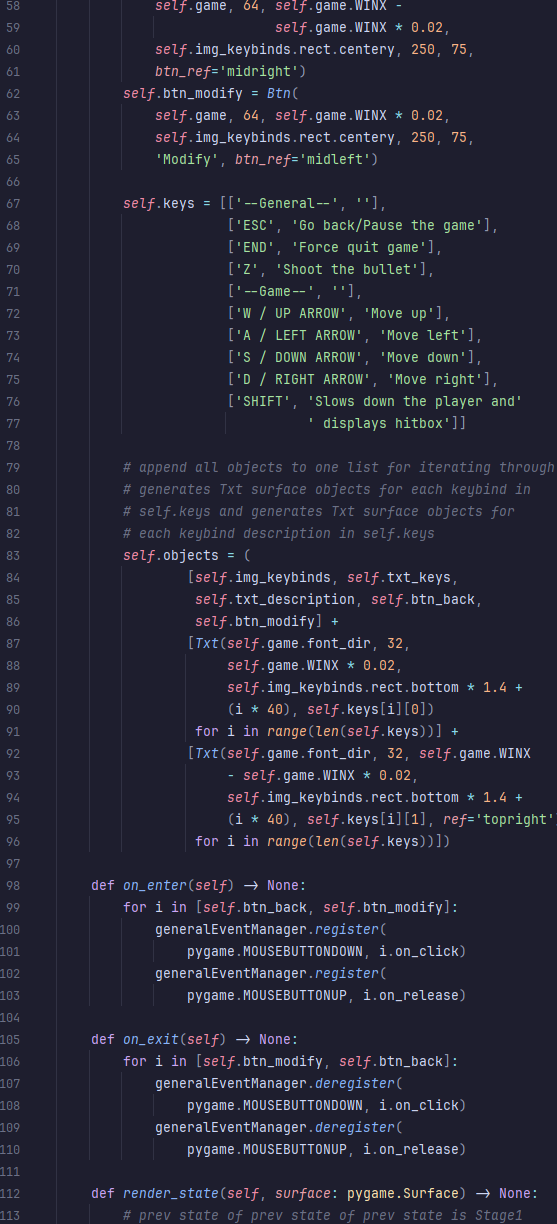 58 self.game, 64, self.game.WINX -
59 self.game.WINX * 0.02,
60 self.img_keybinds.rect.centery, 250, 75,
61 btn_ref='midright')
62 self.btn_modify = Btn(
63 self.game, 64, self.game.WINX * 0.02,
64 self.img_keybinds.rect.centery, 250, 75,
65 'Modify', btn_ref='midleft')
66
67 self.keys = [['--General--', ''],
68 ['ESC', 'Go back/Pause the game'],
69 ['END', 'Force quit game'],
70 ['Z', 'Shoot the bullet'],
71 ['--Game--', ''],
72 ['W / UP ARROW', 'Move up'],
73 ['A / LEFT ARROW', 'Move left'],
74 ['S / DOWN ARROW', 'Move down'],
75 ['D / RIGHT ARROW', 'Move right'],
76 ['SHIFT', 'Slows down the player and'
77 ' displays hitbox']]
78
79 # append all objects to one list for iterating through
80 # generates Txt surface objects for each keybind in
81 # self.keys and generates Txt surface objects for
82 # each keybind description in self.keys
83 self.objects = (
84 [self.img_keybinds, self.txt_keys,
85 self.txt_description, self.btn_back,
86 self.btn_modify] +
87 [Txt(self.game.font_dir, 32,
88 self.game.WINX * 0.02,
89 self.img_keybinds.rect.bottom * 1.4 +
90 (i * 40), self.keys[i][0])
91 for i in range(len(self.keys))] +
92 [Txt(self.game.font_dir, 32, self.game.WINX
93 - self.game.WINX * 0.02,
94 self.img_keybinds.rect.bottom * 1.4 +
95 (i * 40), self.keys[i][1], ref='topright')
96 for i in range(len(self.keys))])
97
98 def on_enter(self) -> None:
99 for i in [self.btn_back, self.btn_modify]:
100 generalEventManager.register(
101 pygame.MOUSEBUTTONDOWN, i.on_click)
102 generalEventManager.register(
103 pygame.MOUSEBUTTONUP, i.on_release)
104
105 def on_exit(self) -> None:
106 for i in [self.btn_modify, self.btn_back]:
107 generalEventManager.deregister(
108 pygame.MOUSEBUTTONDOWN, i.on_click)
109 generalEventManager.deregister(
110 pygame.MOUSEBUTTONUP, i.on_release)
111
112 def render_state(self, surface: pygame.Surface) -> None:
113 # prev state of prev state of prev state is Stage1